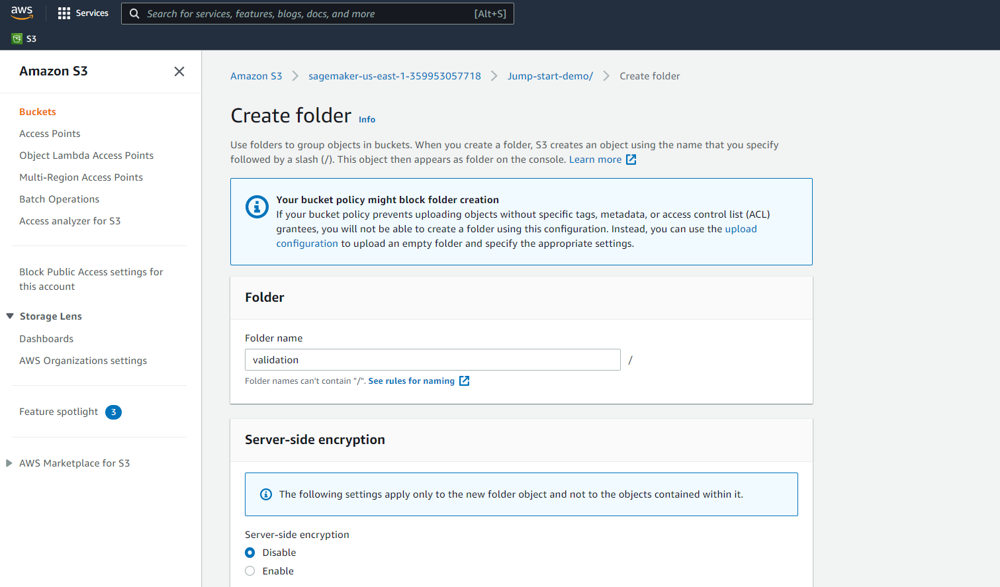 aws
Services
Search for services, features, blogs, docs, and more
[Alt+S]
S3
Amazon S3
Buckets
Access Points
Object Lambda Access Points
Multi-Region Access Points
Batch Operations
Access analyzer for S3
Block Public Access settings for
this account
Storage Lens
Dashboards
AWS Organizations settings
Feature spotlight 3
AWS Marketplace for S3
Amazon S3 > sagemaker-us-east-1-359953057718 > Jump-start-demo/ > Create folder
Create folder Info
Use folders to group objects in buckets. When you create a folder, S3 creates an object using the name that you specify
followed by a slash (/). This object then appears as folder on the console. Learn more
Your bucket policy might block folder creation
If your bucket policy prevents uploading objects without specific tags, metadata, or access control list (ACL)
grantees, you will not be able to create a folder using this configuration. Instead, you can use the upload
configuration to upload an empty folder and specify the appropriate settings.
Folder
Folder name
validation /
Folder names can't contain "/". See rules for naming
Server-side encryption
The following settings apply only to the new folder object and not to the objects contained within it.
Server-side encryption
Disable
Enable